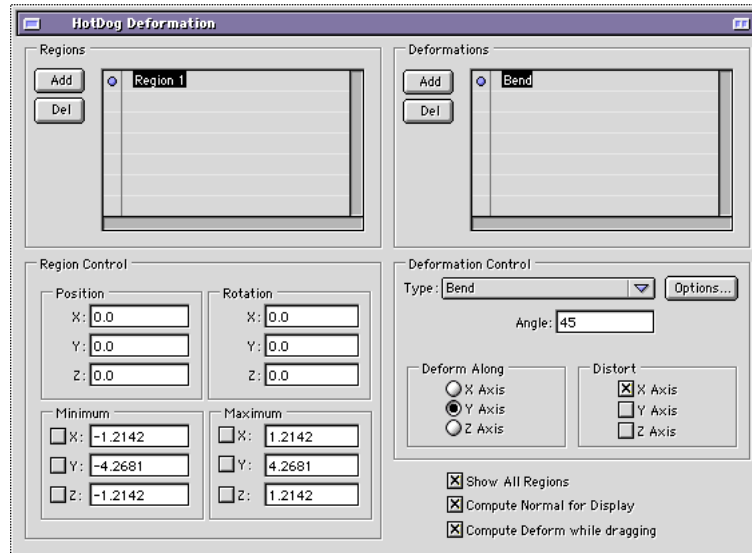 HotDog Deformation
Regions
Add
Del
Region 1
Deformations
Add
Del
Bend
Region Control
Position
X: 0.0
Y: 0.0
Z: 0.0
Rotation
X: 0.0
Y: 0.0
Z: 0.0
Minimum
X: -1.2142
Y: -4.2681
Z: -1.2142
Maximum
X: 1.2142
Y: 4.2681
Z: 1.2142
Deformation Control
Type: Bend
Options...
Angle: 45
Deform Along
X Axis
Y Axis
Z Axis
Distort
X Axis
Y Axis
Z Axis
Show All Regions
Compute Normal for Display
Compute Deform while dragging